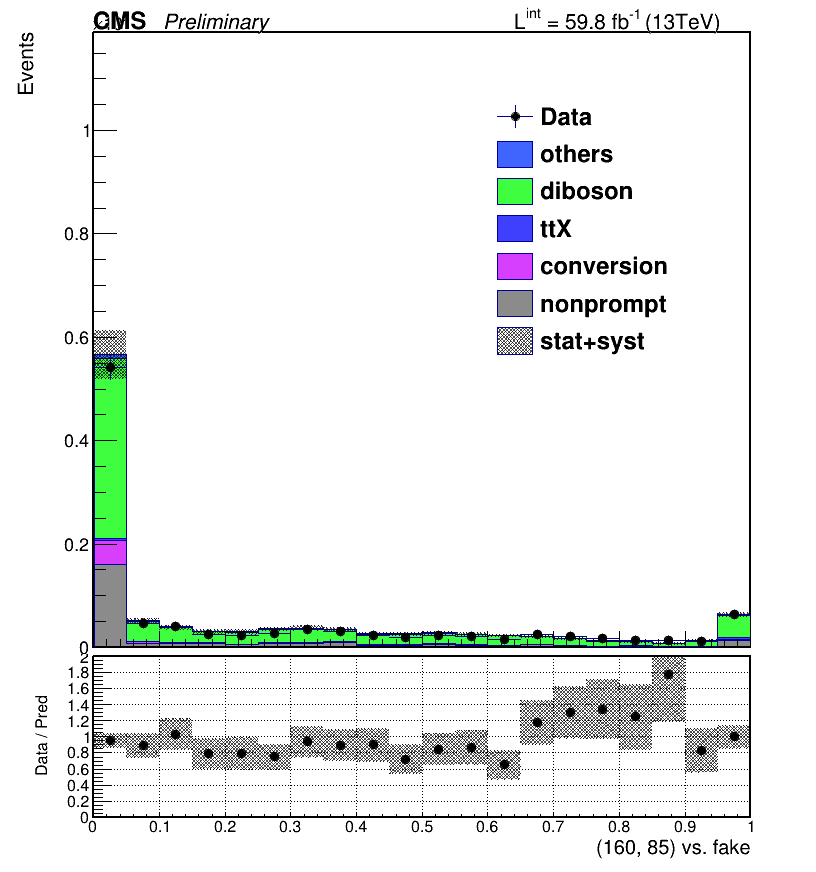 CMS Preliminary
L^int = 59.8 fb^-1 (13TeV)
Events
1
0.8
0.6
0.4
0.2
0
Data
others
diboson
ttX
conversion
nonprompt
stat+syst
Data / Pred
2
1.8
1.6
1.4
1.2
1
0.8
0.6
0.4
0.2
0
0 0.1 0.2 0.3 0.4 0.5 0.6 0.7 0.8 0.9 1
(160, 85) vs. fake